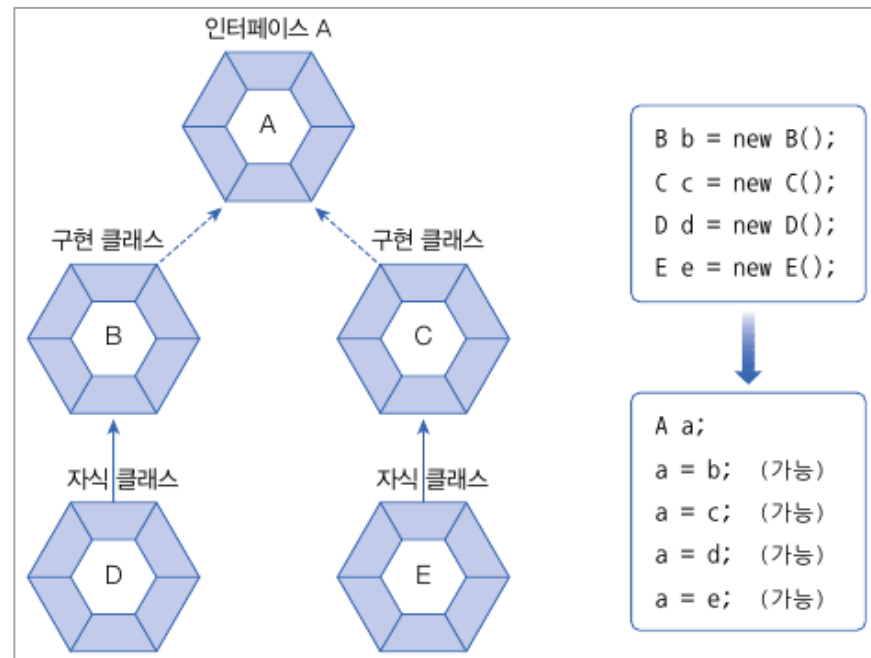 인터페이스 A
A
구현 클래스
구현 클래스
B
C
자식 클래스
자식 클래스
D
E
B b = new B();
C c = new C();
D d = new D();
E e = new E();
A a;
a = b; (가능)
a = c; (가능)
a = d; (가능)
a = e; (가능)